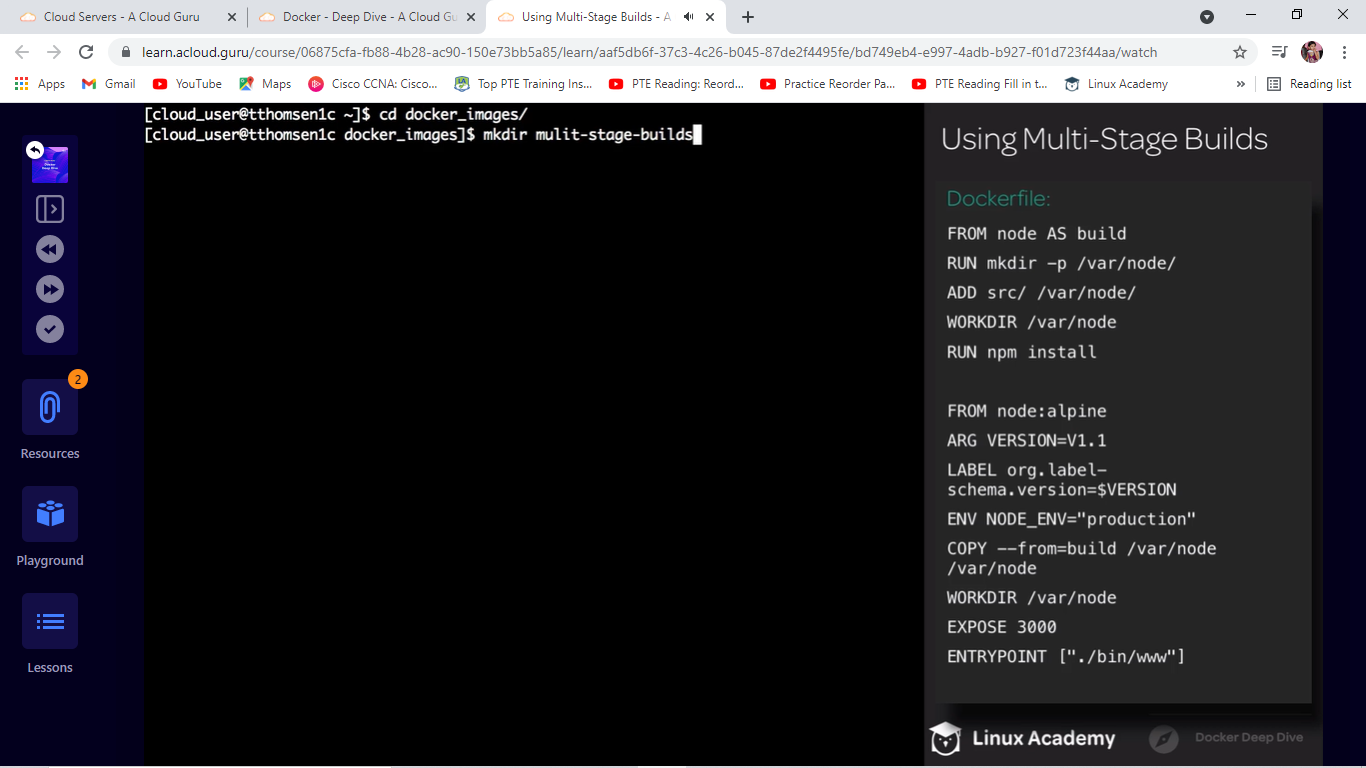 Cloud Servers - A Cloud Guru
Docker - Deep Dive - A Cloud Gu
Using Multi-Stage Builds - A
learn.acloud.guru/course/06875cfa-fb88-4b28-ac90-150e73bb5a85/learn/aaf5db6f-37c3-4c26-b045-87de2f4495fe/bd749eb4-e997-4adb-b927-f01d723f44aa/watch
Apps
Gmail
YouTube
Maps
Cisco CCNA: Cisco...
Top PTE Training Ins...
PTE Reading: Reord...
Practice Reorder Pa...
PTE Reading Fill in t...
Linux Academy
»
Reading list
[cloud_user@tthomsen1c ~]$ cd docker_images/
[cloud_user@tthomsen1c docker_images]$ mkdir mulit-stage-builds
Docker
Deep Dive
2
Resources
Playground
Lessons
Using Multi-Stage Builds
Dockerfile:
FROM node AS build
RUN mkdir -p /var/node/
ADD src/ /var/node/
WORKDIR /var/node
RUN npm install
FROM node:alpine
ARG VERSION=V1.1
LABEL org.label-
schema.version=$VERSION
ENV NODE_ENV="production"
COPY --from=build /var/node
/var/node
WORKDIR /var/node
EXPOSE 3000
ENTRYPOINT ["./bin/www"]
Linux Academy
Docker Deep Dive